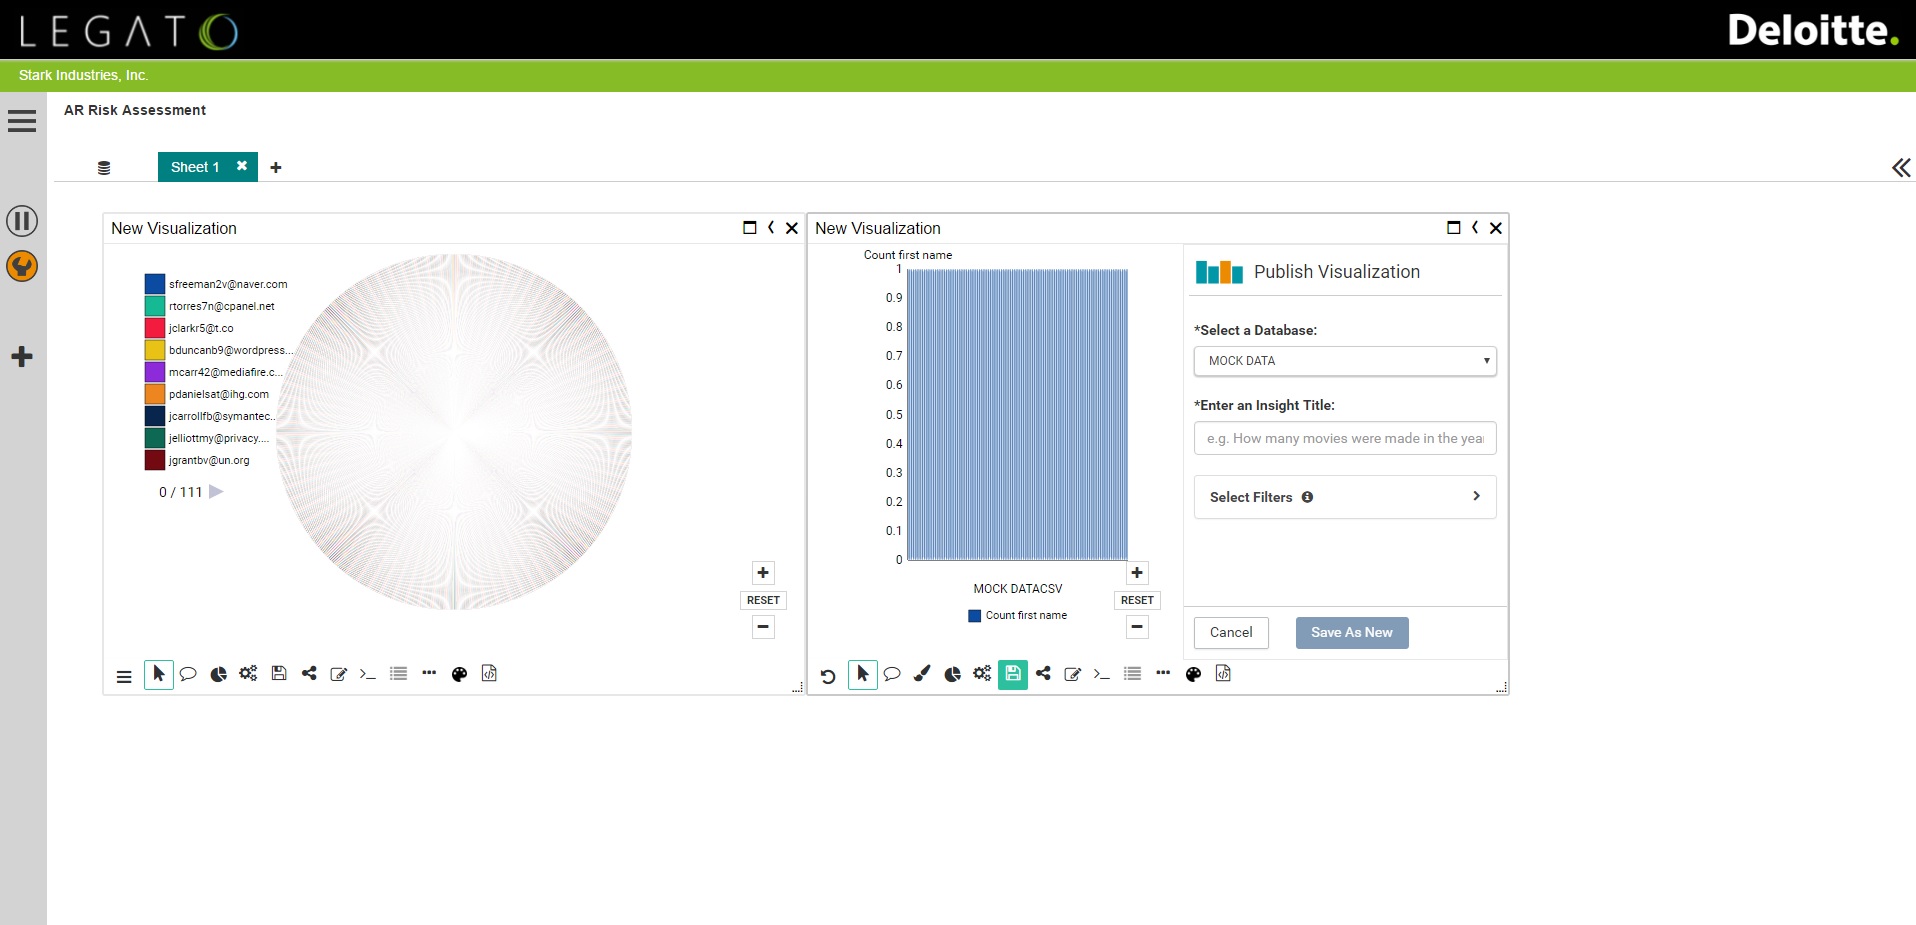 LEGATO
Deloitte.
Stark Industries, Inc.
AR Risk Assessment
Sheet 1
New Visualization
sfreeman2v@naver.com
rtorres7n@cpanel.net
jclarkr5@t.co
bduncanb9@wordpress...
mcarr42@mediafire.c...
pdanielsat@ihg.com
jcarrollfb@symantec...
jelliottmy@privacy....
jgrantbv@un.org
0 / 111
RESET
New Visualization
Count first name
1
0.9
0.8
0.7
0.6
0.5
0.4
0.3
0.2
0.1
0
MOCK DATACSV
Count first name
RESET
Publish Visualization
*Select a Database:
MOCK DATA
*Enter an Insight Title:
e.g. How many movies were made in the yea
Select Filters
Cancel
Save As New